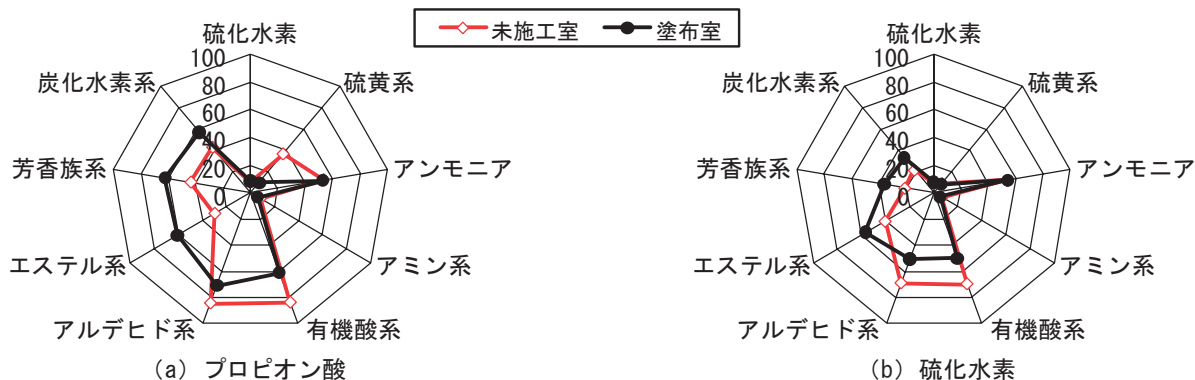 未施工室 塗布室
硫化水素
硫黄系
アンモニア
アミン系
有機酸系
アルデヒド系
エステル系
芳香族系
炭化水素系
100
80
60
40
20
0
(a) プロピオン酸
硫化水素
硫黄系
アンモニア
アミン系
有機酸系
アルデヒド系
エステル系
芳香族系
炭化水素系
100
80
60
40
20
0
(b) 硫化水素